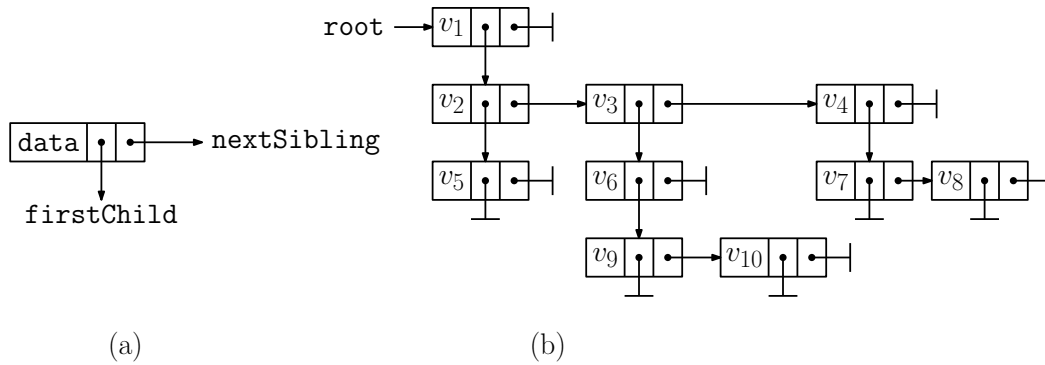 root v₁
v₂ v₃ v₄
data nextSibling
v₅ v₆ v₇ v₈
firstChild
v₉ v₁₀
(a) (b)